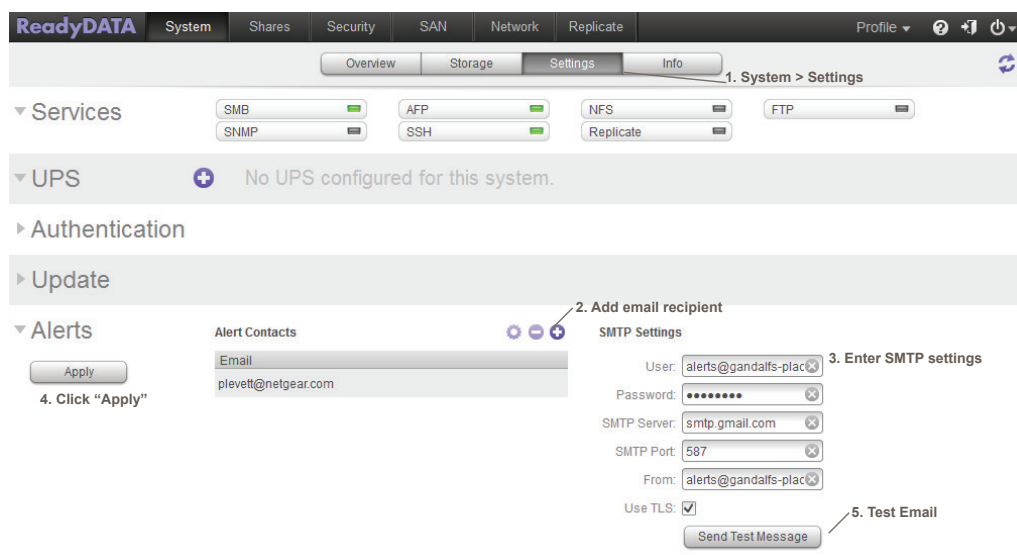 ReadyDATA System Shares Security SAN Network Replicate Profile
Overview Storage Settings Info
1. System > Settings
Services
SMB AFP NFS FTP
SNMP SSH Replicate
UPS No UPS configured for this system.
Authentication
Update
2. Add email recipient
Alerts Alert Contacts SMTP Settings
Email
plevett@netgear.com
Apply
4. Click “Apply”
User: alerts@gandalfs-plac
3. Enter SMTP settings
Password: ●●●●●●●●
SMTP Server: smtp.gmail.com
SMTP Port: 587
From: alerts@gandalfs-plac
Use TLS:
5. Test Email
Send Test Message